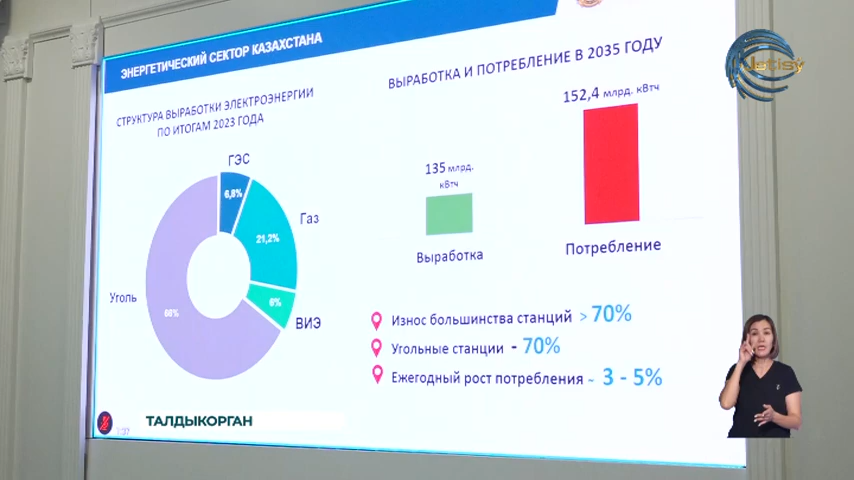 Jetisý
ЭНЕРГЕТИЧЕСКИЙ СЕКТОР КАЗАХСТАНА
СТРУКТУРА ВЫРАБОТКИ ЭЛЕКТРОЭНЕРГИИ
ПО ИТОГАМ 2023 ГОДА
ГЭС
6,8%
Газ
21,2%
6%
ВИЭ
Уголь
66%
ВЫРАБОТКА И ПОТРЕБЛЕНИЕ В 2035 ГОДУ
135 млрд.
кВтч
Выработка
152,4 млрд. кВтч
Потребление
Износ большинства станций > 70%
Угольные станции - 70%
Ежегодный рост потребления ~ 3 - 5%
ТАЛДЫКОРГАН